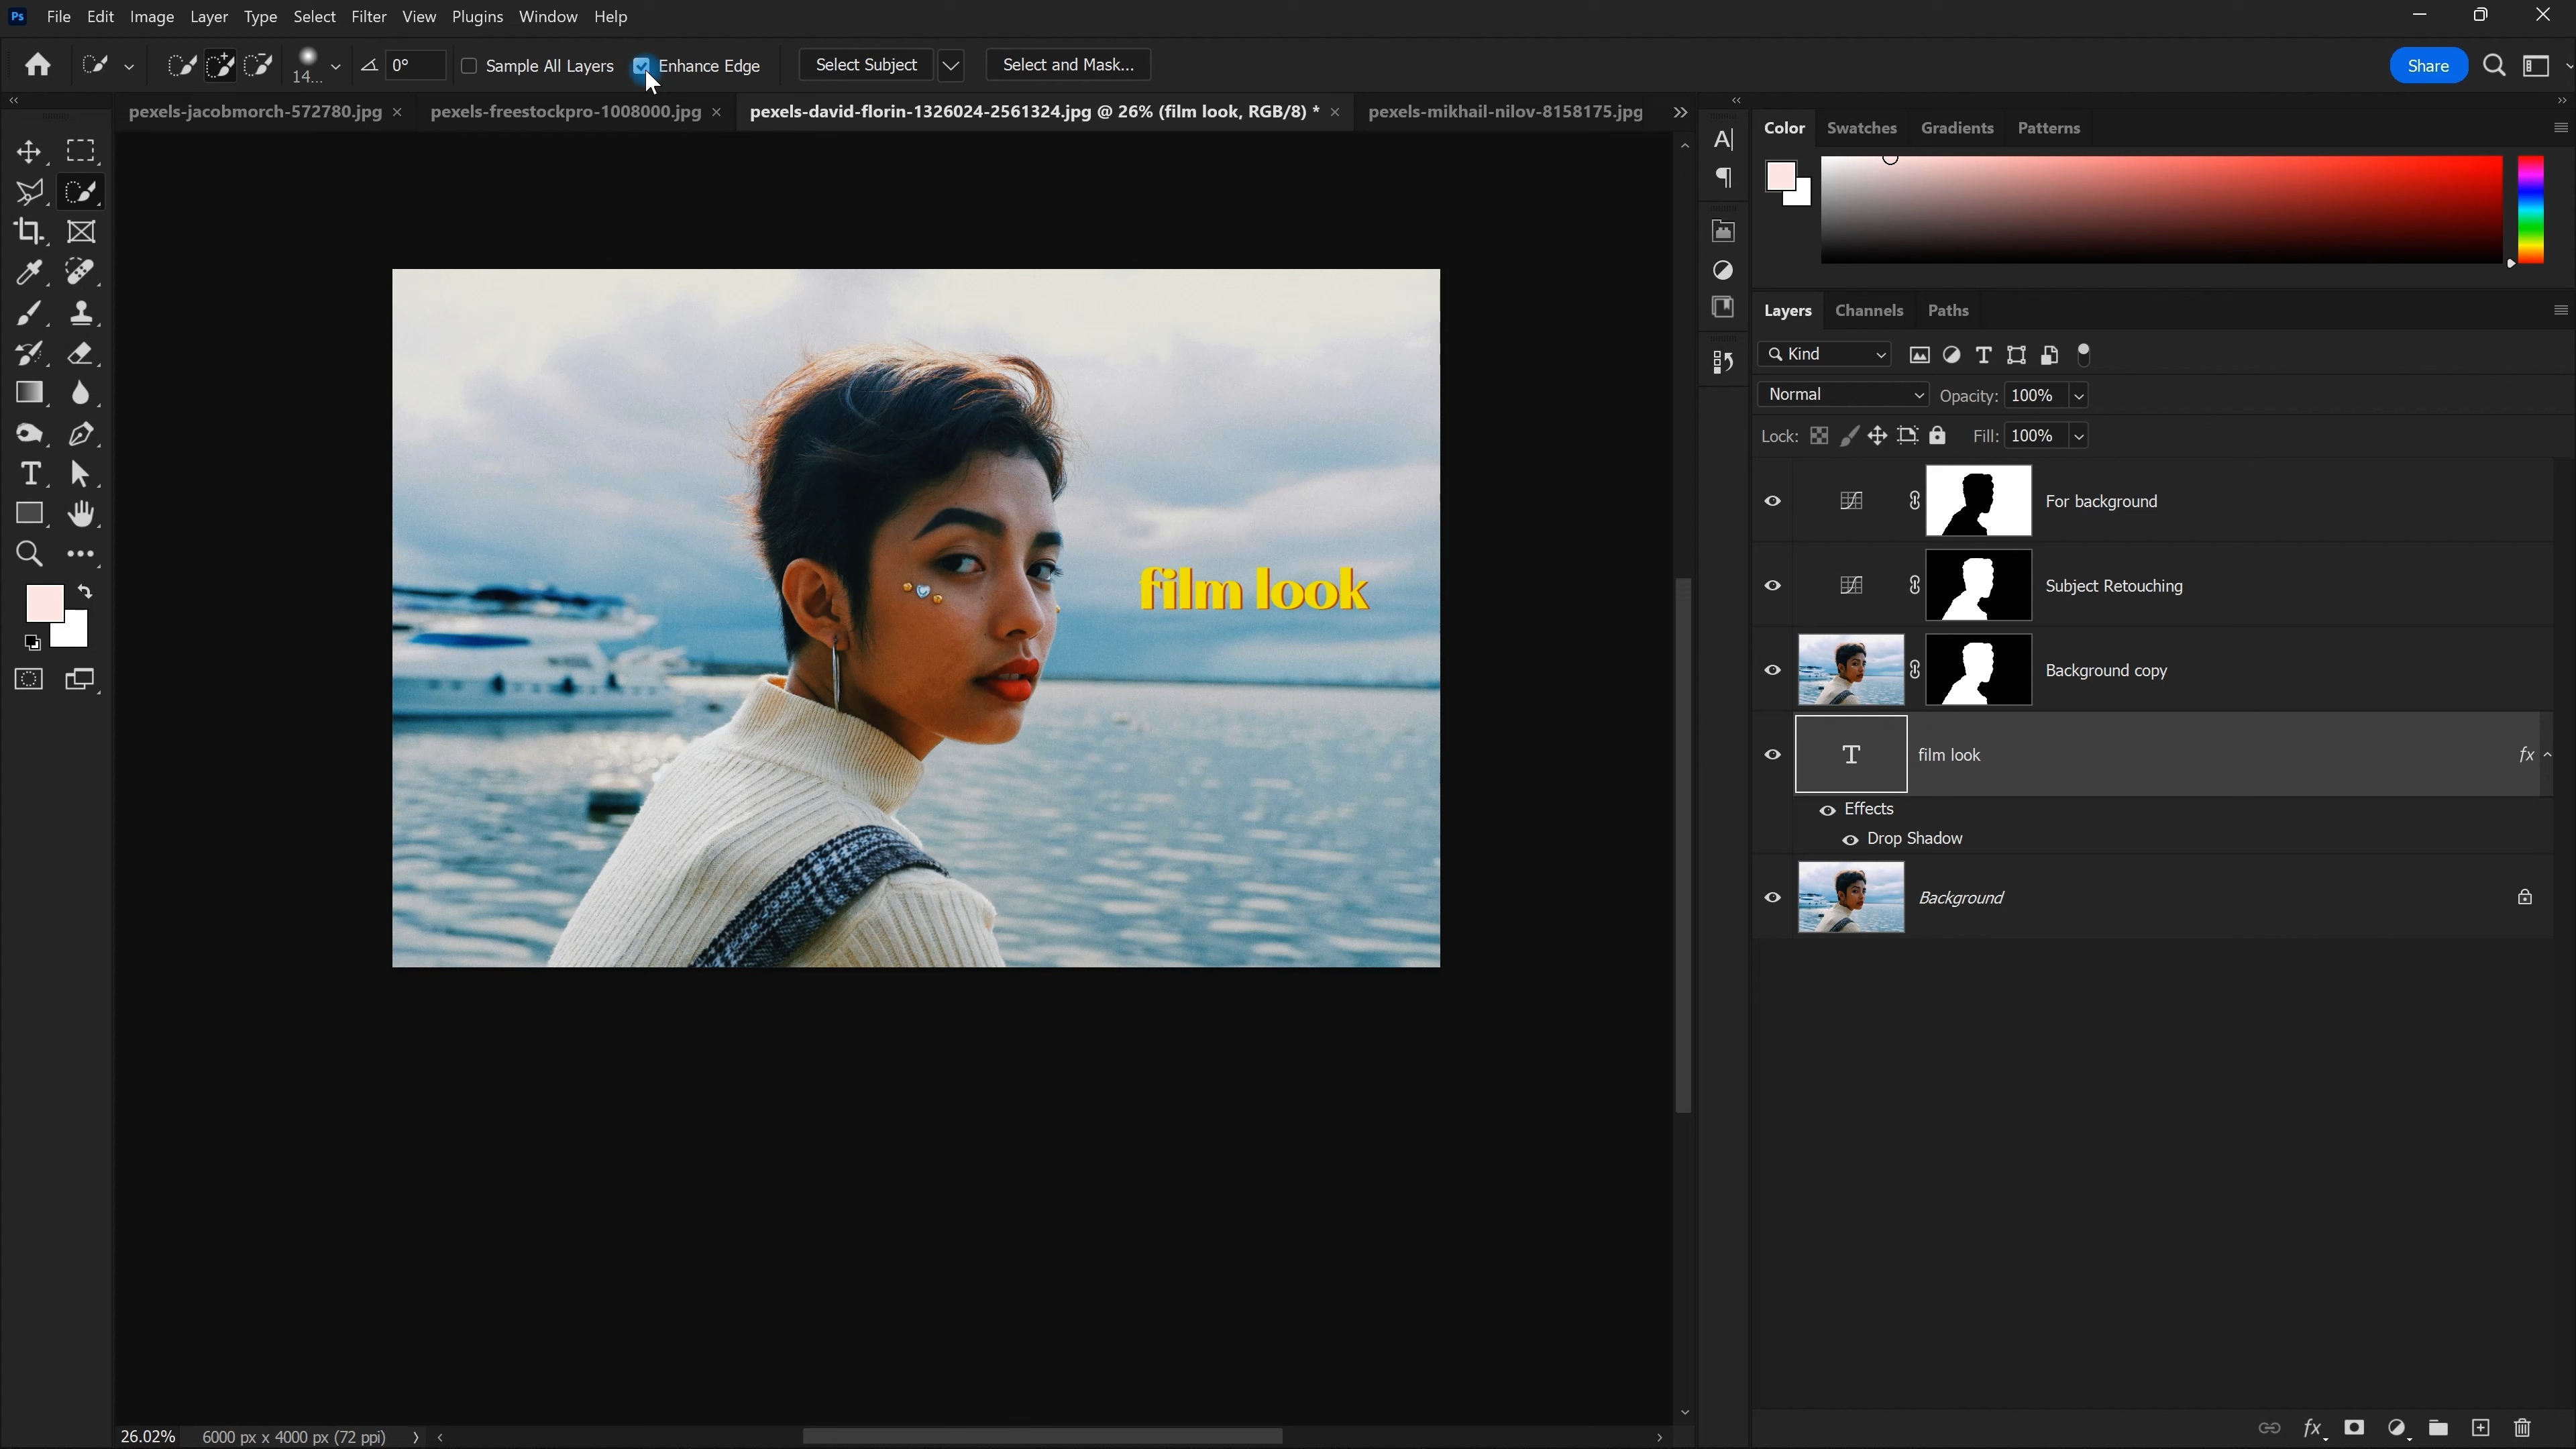 Ps File Edit Image Layer Type Select Filter View Plugins Window Help
14... 0° Sample All Layers Enhance Edge Select Subject Select and Mask... Share
pexels-jacobmorch-572780.jpg × pexels-freestockpro-1008000.jpg × pexels-david-florin-1326024-2561324.jpg @ 26% (film look, RGB/8) * × pexels-mikhail-nilov-8158175.jpg
Color Swatches Gradients Patterns
Layers Channels Paths
Kind
Normal Opacity: 100%
Lock: Fill: 100%
For background
Subject Retouching
Background copy
film look fx
Effects
Drop Shadow
Background
film look
26.02% 6000 px x 4000 px (72 ppi)
fx